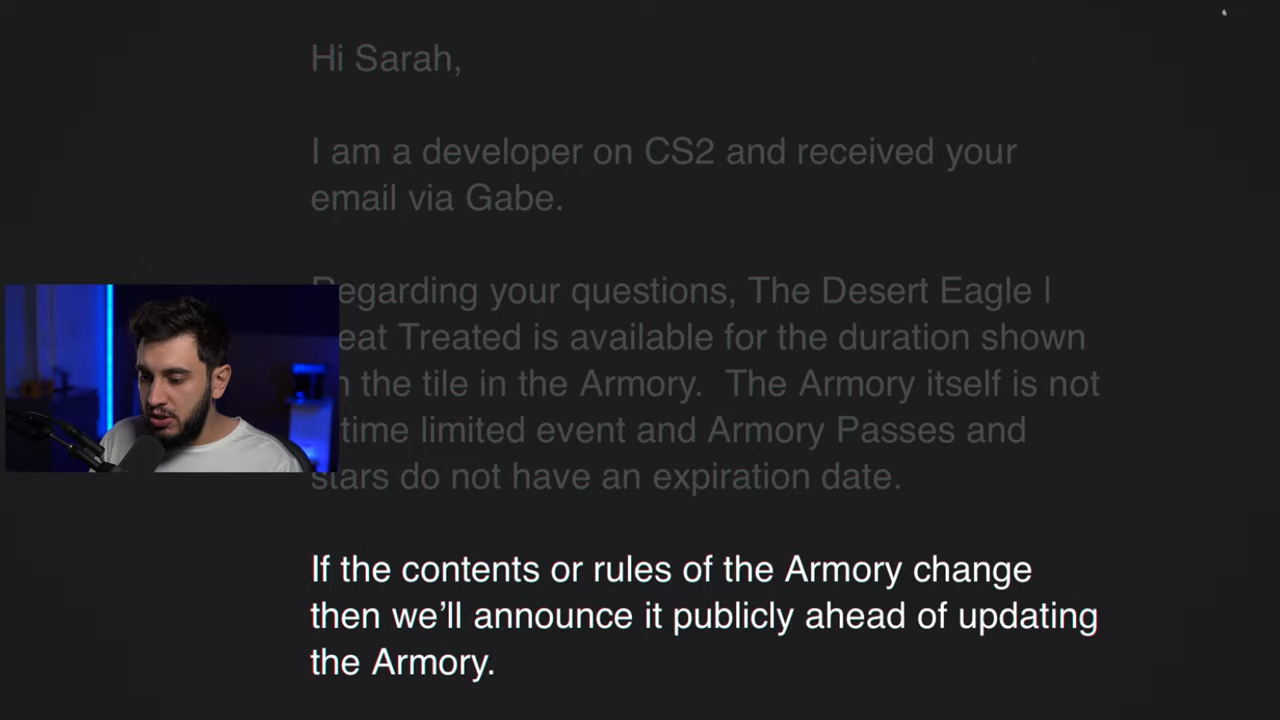 Hi Sarah,
I am a developer on CS2 and received your
email via Gabe.
Regarding your questions, The Desert Eagle |
Treated is available for the duration shown
the tile in the Armory. The Armory itself is not
time limited event and Armory Passes and
stars do not have an expiration date.
If the contents or rules of the Armory change
then we'll announce it publicly ahead of updating
the Armory.